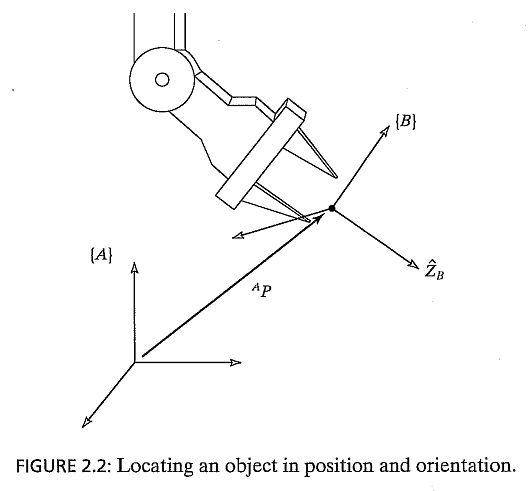 {B}
Ẑ_B
{A}
ᴬP
FIGURE 2.2: Locating an object in position and orientation.